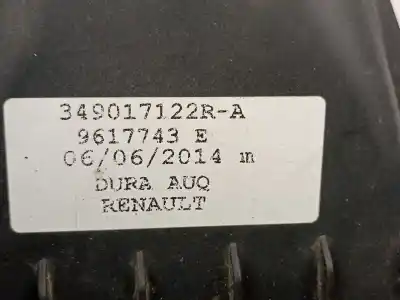 349017122R-A
9617743 E
06/06/2014 m
DURA AUQ
RENAULT